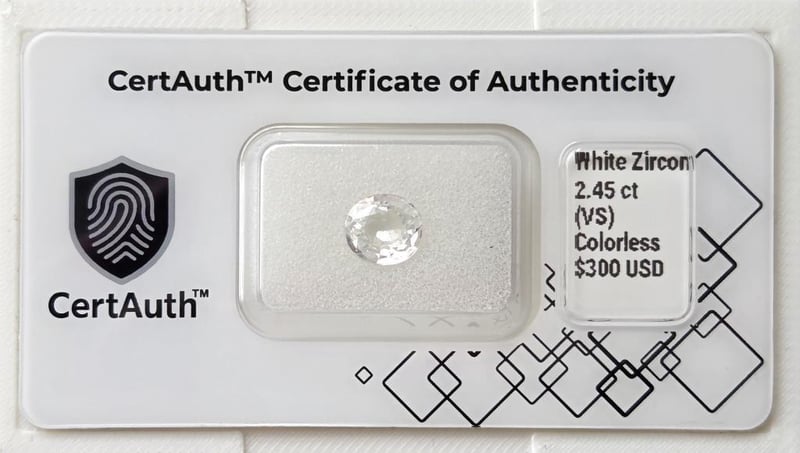 CertAuth™ Certificate of Authenticity
White Zircon
2.45 ct
(VS)
Colorless
$300 USD
CertAuth™